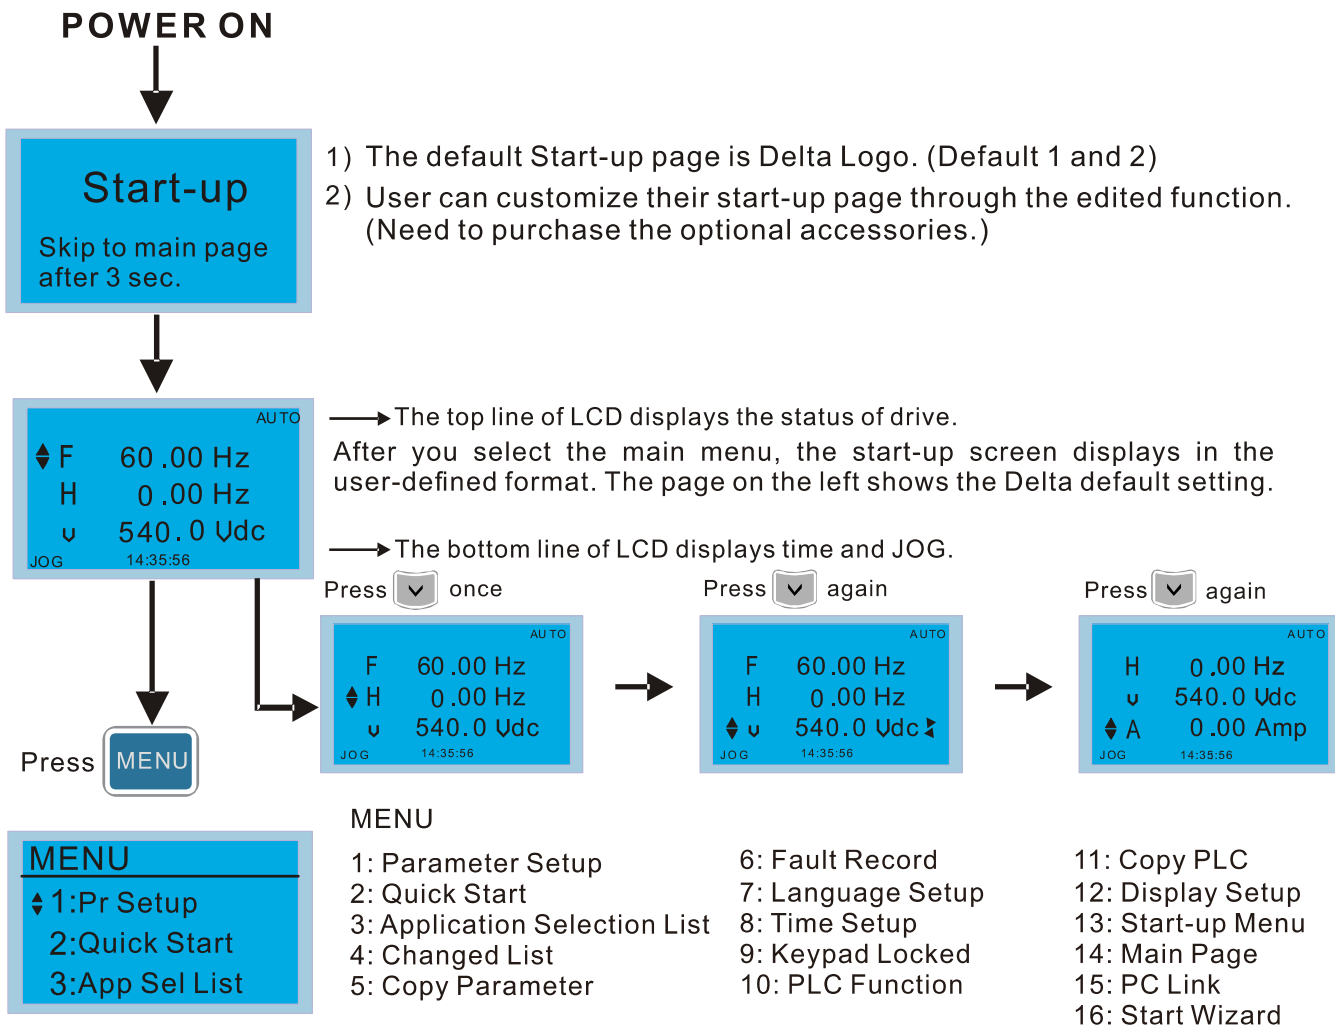 POWER ON
Start-up
Skip to main page
after 3 sec.
1) The default Start-up page is Delta Logo. (Default 1 and 2)
2) User can customize their start-up page through the edited function.
(Need to purchase the optional accessories.)
AUTO
F 60.00 Hz
H 0.00 Hz
u 540.0 Vdc
JOG 14:35:56
The top line of LCD displays the status of drive.
After you select the main menu, the start-up screen displays in the
user-defined format. The page on the left shows the Delta default setting.
The bottom line of LCD displays time and JOG.
Press once
AUTO
F 60.00 Hz
H 0.00 Hz
u 540.0 Vdc
JOG 14:35:56
Press again
AUTO
F 60.00 Hz
H 0.00 Hz
u 540.0 Vdc
JOG 14:35:56
Press again
AUTO
H 0.00 Hz
u 540.0 Vdc
A 0.00 Amp
JOG 14:35:56
Press MENU
MENU
1:Pr Setup
2:Quick Start
3:App Sel List
MENU
1: Parameter Setup
2: Quick Start
3: Application Selection List
4: Changed List
5: Copy Parameter
6: Fault Record
7: Language Setup
8: Time Setup
9: Keypad Locked
10: PLC Function
11: Copy PLC
12: Display Setup
13: Start-up Menu
14: Main Page
15: PC Link
16: Start Wizard